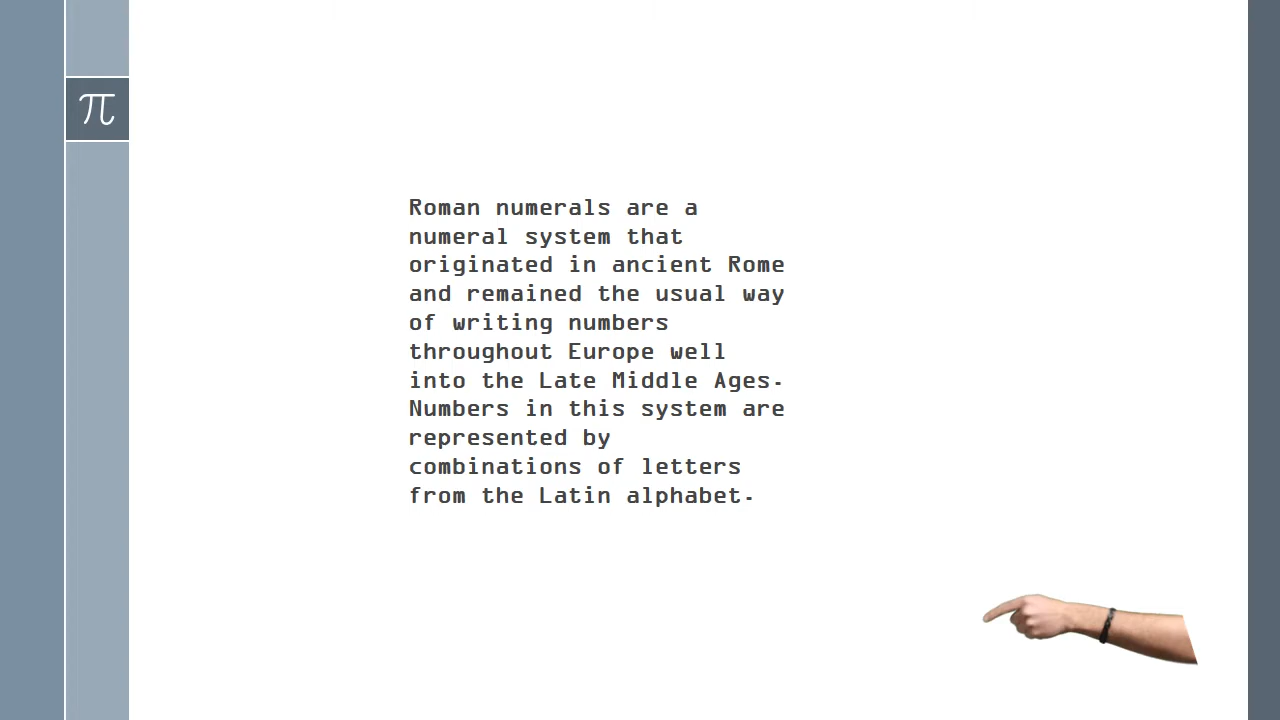 π
Roman numerals are a
numeral system that
originated in ancient Rome
and remained the usual way
of writing numbers
throughout Europe well
into the Late Middle Ages.
Numbers in this system are
represented by
combinations of letters
from the Latin alphabet.